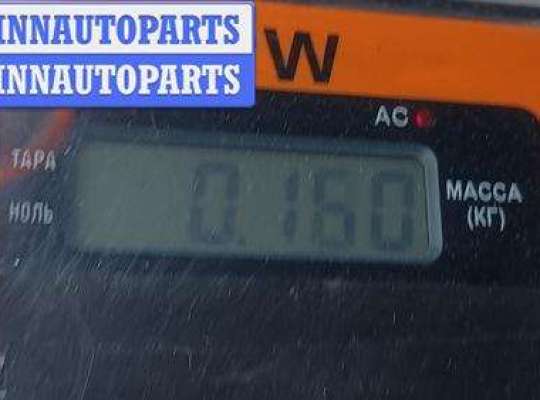 INNAUTOPARTS
INNAUTOPARTS
W
AC
ТАРА
0.160
МАССА
НОЛЬ
(КГ)